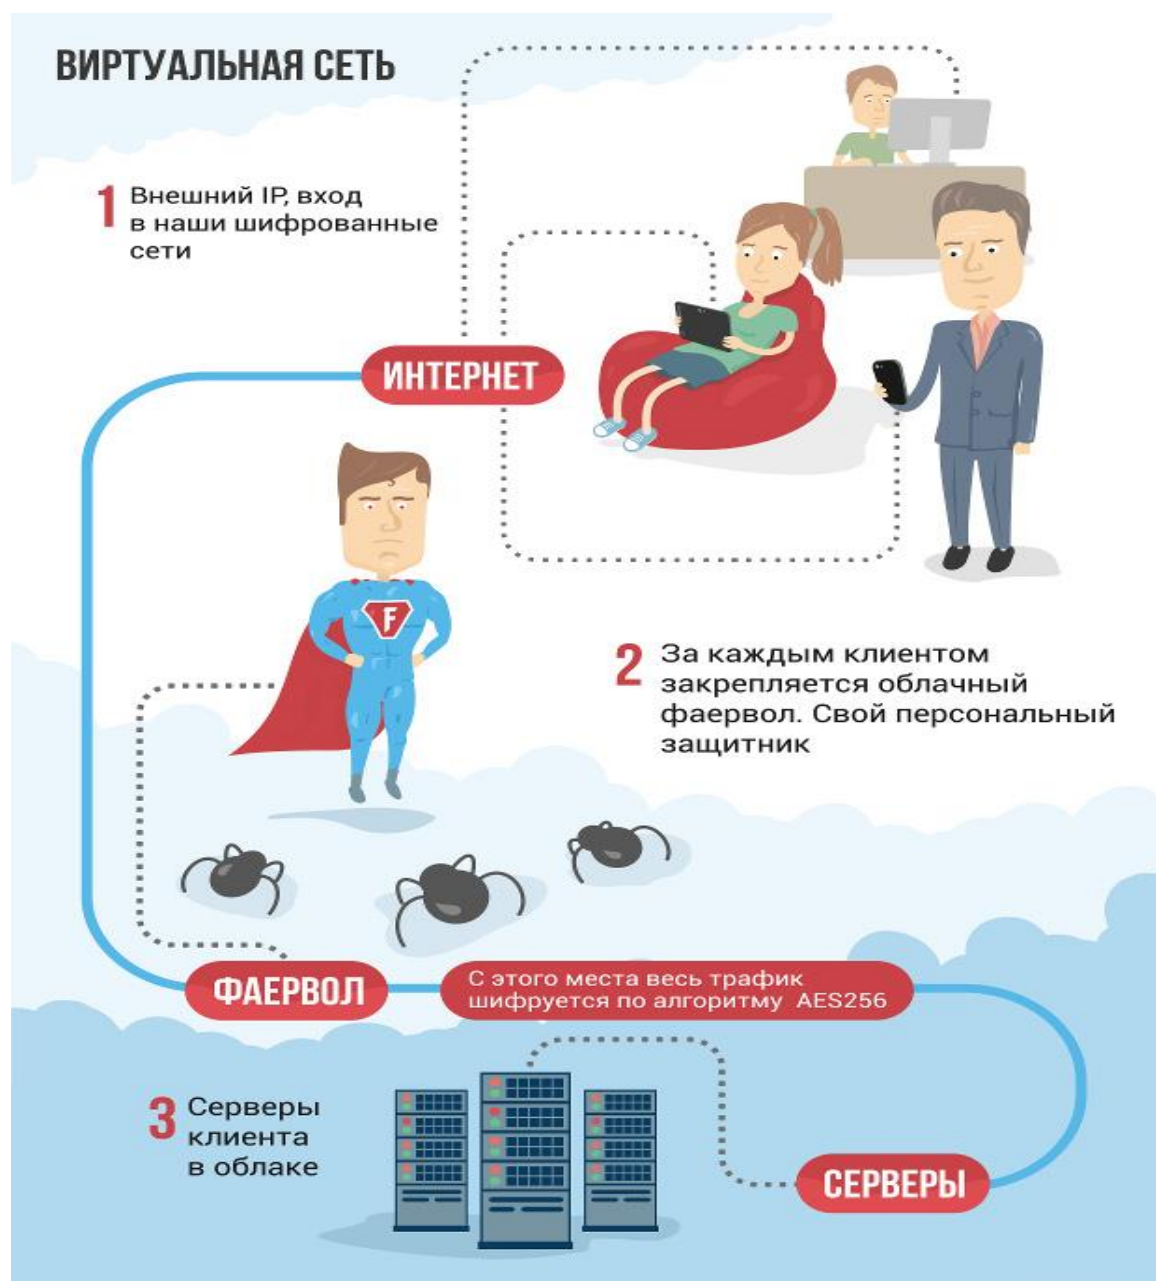 ВИРТУАЛЬНАЯ СЕТЬ
1
Внешний IP, вход
в наши шифрованные
сети
ИНТЕРНЕТ
F
2
За каждым клиентом
закрепляется облачный
фаервол. Свой персональный
защитник
ФАЕРВОЛ
С этого места весь трафик
шифруется по алгоритму AES256
3
Серверы
клиента
в облаке
СЕРВЕРЫ